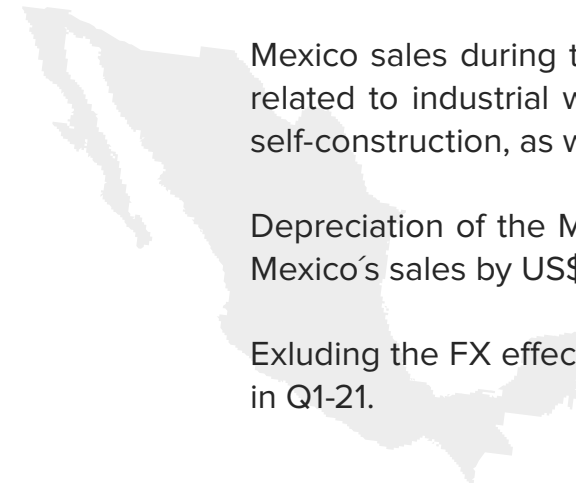 Mexico sales during
related to industrial
self-construction, as
Depreciation of the
Mexico´s sales by US$
Exluding the FX
in Q1-21.